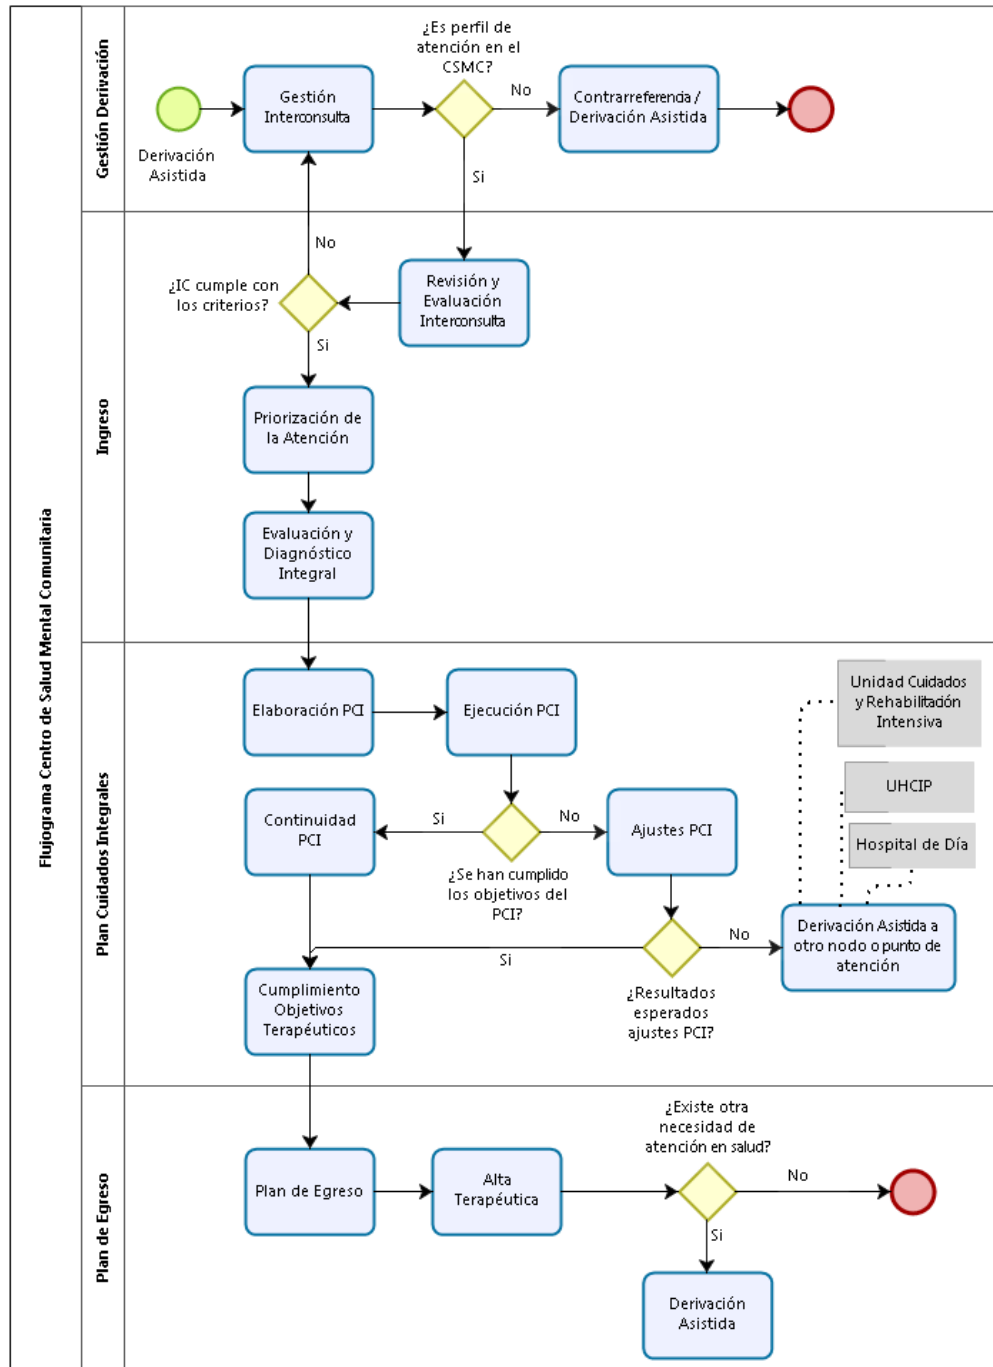 Flujograma Centro de Salud Mental Comunitaria
Gestión Derivación
Derivación
Asistida
Gestión
Interconsulta
¿Es perfil de
atención en el
CSMC?
No
Contrarreferencia /
Derivación Asistida
Si
Ingreso
Revisión y
Evaluación
Interconsulta
¿IC cumple con
los criterios?
No
Si
Priorización de
la Atención
Evaluación y
Diagnóstico
Integral
Plan Cuidados Integrales
Elaboración PCI
Ejecución PCI
Unidad Cuidados
y Rehabilitación
Intensiva
UHCIP
Hospital de Día
Continuidad
PCI
Si
No
¿Se han cumplido
los objetivos del
PCI?
Ajustes PCI
Si
No
¿Resultados
esperados
ajustes PCI?
Derivación Asistida a
otro nodo o punto de
atención
Cumplimiento
Objetivos
Terapéuticos
Plan de Egreso
Plan de Egreso
Alta
Terapéutica
¿Existe otra
necesidad de
atención en salud?
No
Si
Derivación
Asistida